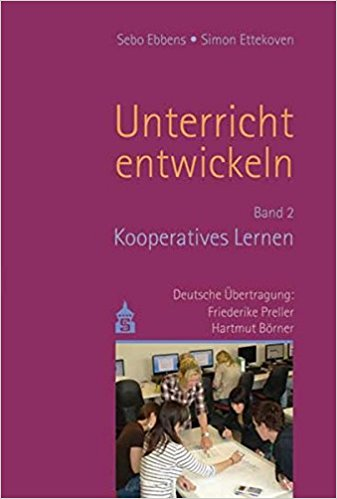 Sebo Ebbens • Simon Ettekoven
Unterricht
entwickeln
Band 2
Kooperatives Lernen
Deutsche Übertragung:
Friederike Preller
Hartmut Börner
S